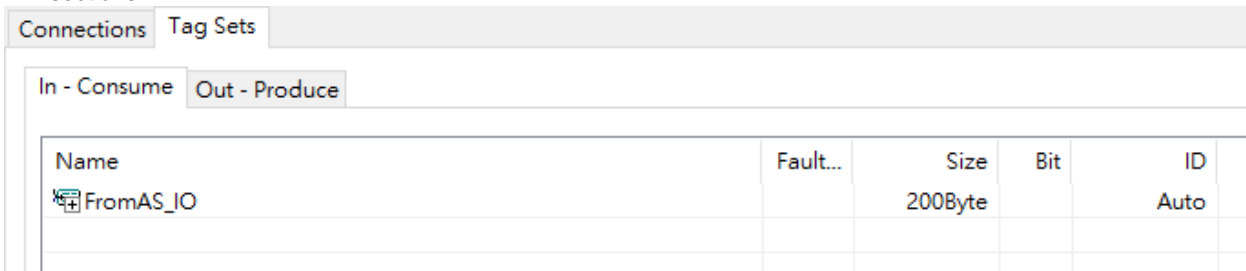 Connections Tag Sets
In - Consume Out - Produce
Name Fault... Size Bit ID
FromAS_IO 200Byte Auto